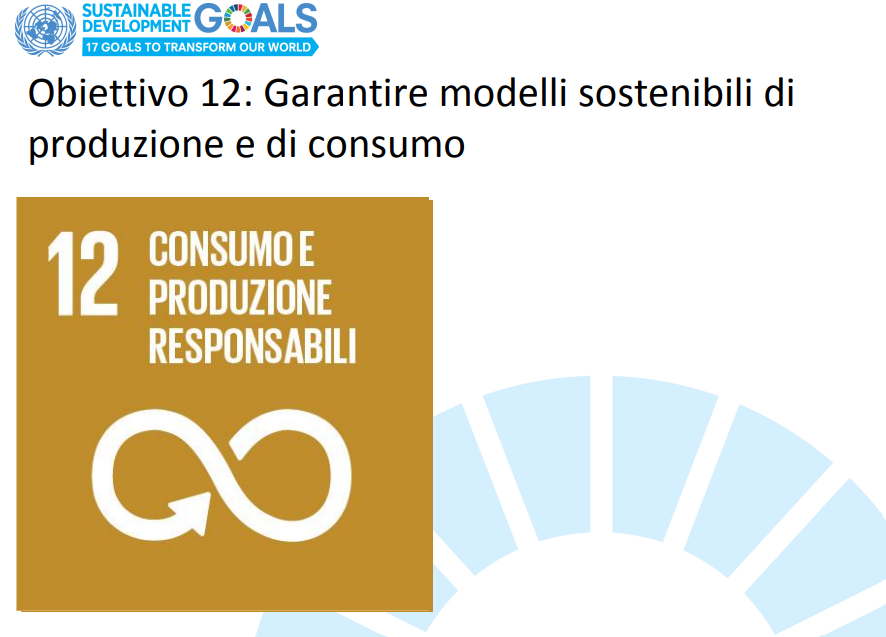 SUSTAINABLE
DEVELOPMENT
GOALS
17 GOALS TO TRANSFORM OUR WORLD
Obiettivo 12: Garantire modelli sostenibili di
produzione e di consumo
12
CONSUMO E
PRODUZIONE
RESPONSABILI